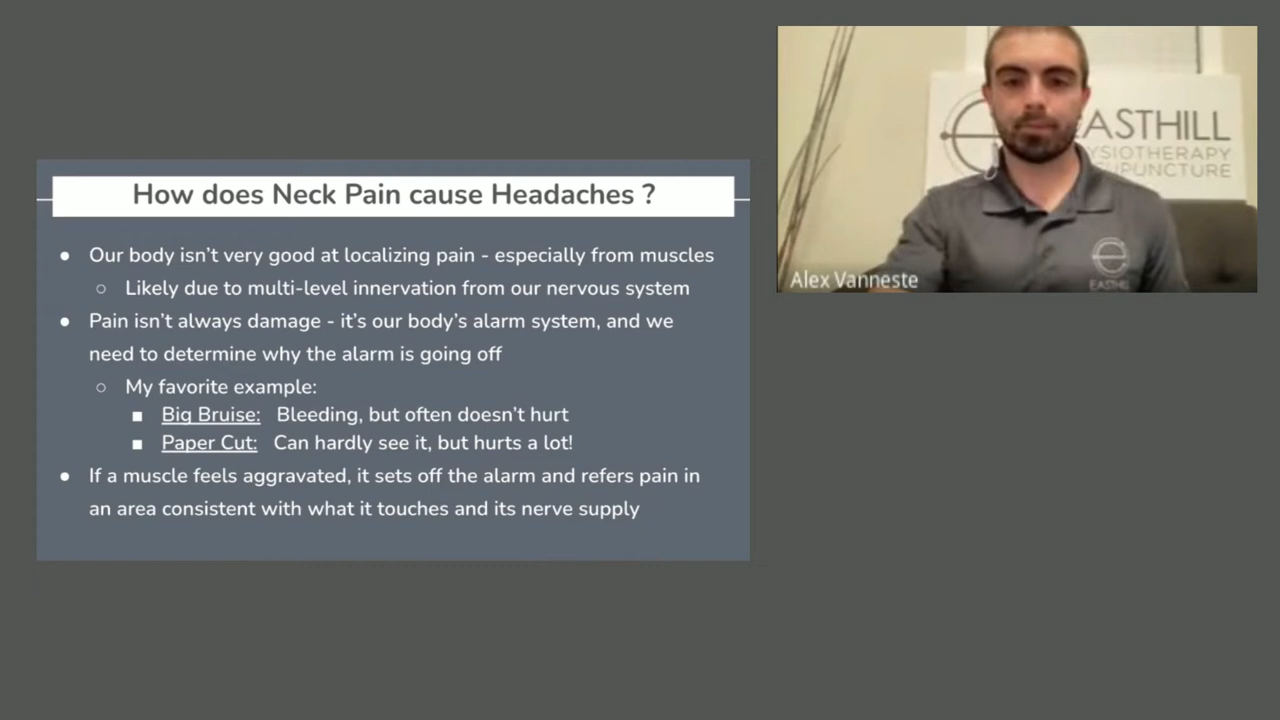 How does Neck Pain cause Headaches ?
● Our body isn't very good at localizing pain - especially from muscles
○ Likely due to multi-level innervation from our nervous system
● Pain isn't always damage - it's our body's alarm system, and we
need to determine why the alarm is going off
○ My favorite example:
■ Big Bruise: Bleeding, but often doesn't hurt
■ Paper Cut: Can hardly see it, but hurts a lot!
● If a muscle feels aggravated, it sets off the alarm and refers pain in
an area consistent with what it touches and its nerve supply
EASTHILL
YSIOTHERAPY
UPUNCTURE
EASTHIL
Alex Vanneste